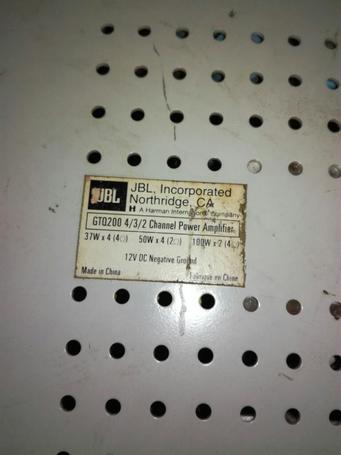 JBL
JBL, Incorporated
Northridge, CA
H A Harman International Company
GTQ200 4/3/2 Channel Power Amplifier
37W x 4 (4Ω) 50W x 4 (2Ω) 100W x 2 (4Ω)
12V DC Negative Ground
Made in China Fabriqué en Chine